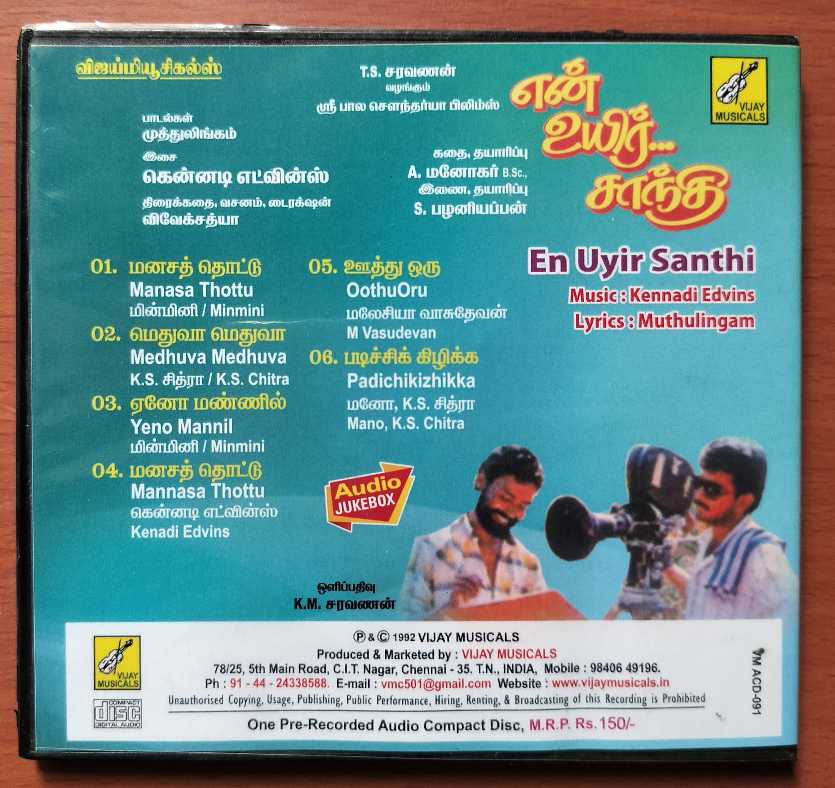 விஜய்மியூசிகல்ஸ்
T.S. சரவணன்
வழங்கும்
ஸ்ரீ பால சௌந்தர்யா பிலிம்ஸ்
பாடல்கள்
முத்துலிங்கம்
இசை
கென்னடி எட்வின்ஸ்
திரைக்கதை, வசனம், டைரக்ஷன்
விவேக்சத்யா
கதை, தயாரிப்பு
A. மனோகர் B.Sc.,
இணை, தயாரிப்பு
S. பழனியப்பன்
என்
உயிர்...
சாந்தி
VIJAY
MUSICALS
En Uyir Santhi
Music : Kennadi Edvins
Lyrics : Muthulingam
01. மனசத் தொட்டு
Manasa Thottu
மின்மினி / Minmini
02. மெதுவா மெதுவா
Medhuva Medhuva
K.S. சித்ரா / K.S. Chitra
03. ஏனோ மண்ணில்
Yeno Mannil
மின்மினி / Minmini
04. மனசத் தொட்டு
Mannasa Thottu
கென்னடி எட்வின்ஸ்
Kenadi Edvins
05. ஊத்து ஒரு
OothuOru
மலேசியா வாசுதேவன்
M Vasudevan
06. படிச்சிக் கிழிக்க
Padichikizhikka
மனோ, K.S. சித்ரா
Mano, K.S. Chitra
Audio
JUKEBOX
ஒளிப்பதிவு
K.M. சரவணன்
VIJAY
MUSICALS
COMPACT
disc
DIGITAL AUDIO
Ⓟ & © 1992 VIJAY MUSICALS
Produced & Marketed by : VIJAY MUSICALS
78/25, 5th Main Road, C.I.T. Nagar, Chennai - 35. T.N., INDIA, Mobile : 98406 49196.
Ph : 91 - 44 - 24338588. E-mail : vmc501@gmail.com Website : www.vijaymusicals.in
Unauthorised Copying, Usage, Publishing, Public Performance, Hiring, Renting, & Broadcasting of this Recording is Prohibited
One Pre-Recorded Audio Compact Disc, M.R.P. Rs.150/-
VM ACD-091